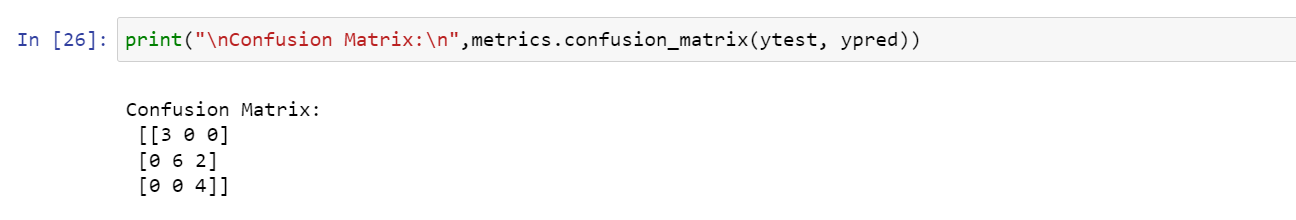 In [26]: print("\nConfusion Matrix:\n",metrics.confusion_matrix(ytest, ypred))
Confusion Matrix:
[[3 0 0]
[0 6 2]
[0 0 4]]